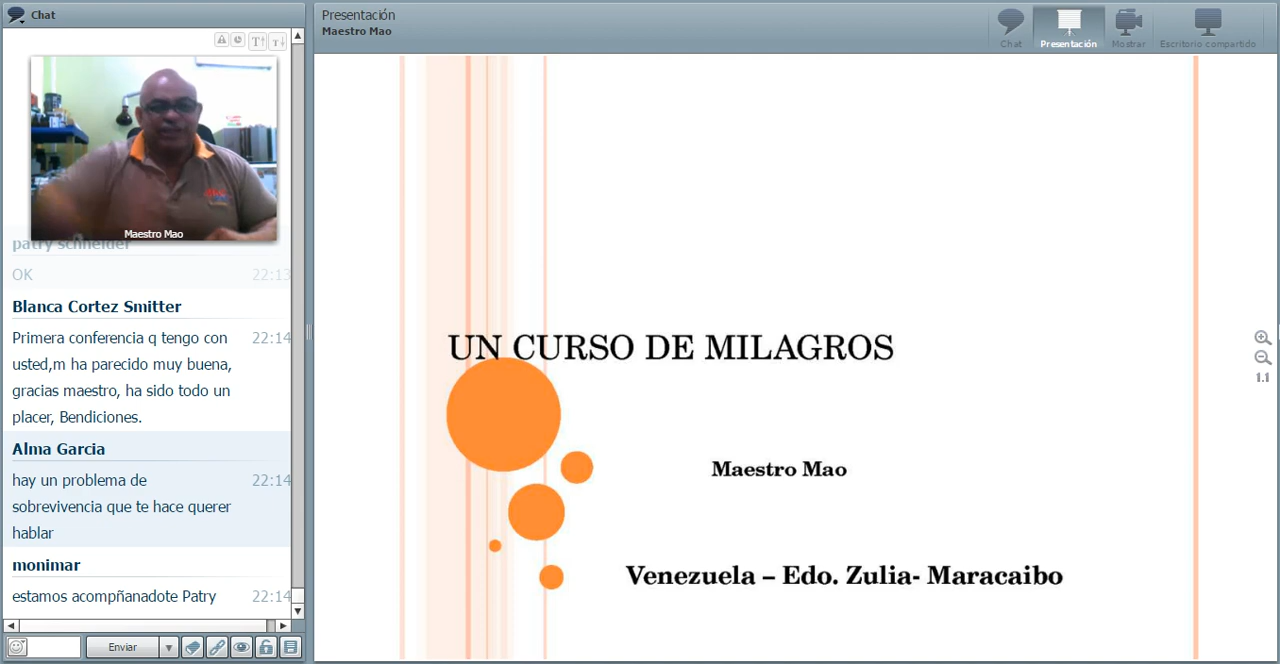 Chat
Maestro Mao
patry schneider
OK 22:13
Blanca Cortez Smitter
Primera conferencia q tengo con 22:14
usted,m ha parecido muy buena,
gracias maestro, ha sido todo un
placer, Bendiciones.
Alma Garcia
hay un problema de 22:14
sobrevivencia que te hace querer
hablar
monimar
estamos acompñanadote Patry 22:14
Enviar
Presentación
Maestro Mao
Chat
Presentación
Mostrar
Escritorio compartido
UN CURSO DE MILAGROS
Maestro Mao
Venezuela – Edo. Zulia- Maracaibo
1.1